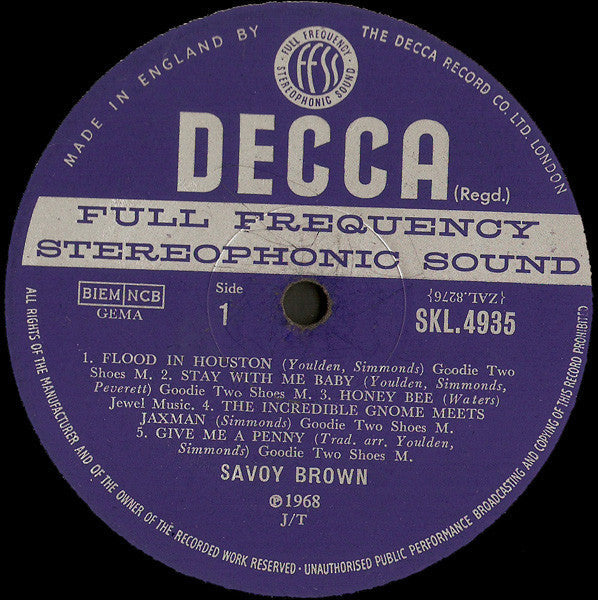 MADE IN ENGLAND BY
THE DECCA RECORD CO. LTD. LONDON
FULL FREQUENCY
FFSS
STEREOPHONIC SOUND
DECCA
(Regd.)
FULL FREQUENCY
STEREOPHONIC SOUND
BIEM NCB
GEMA
Side
1
{ZAL.8276}
SKL.4935
1. FLOOD IN HOUSTON (Youlden, Simmonds) Goodie Two
Shoes M. 2. STAY WITH ME BABY (Youlden, Simmonds,
Peverett) Goodie Two Shoes M. 3. HONEY BEE (Waters)
Jewel Music. 4. THE INCREDIBLE GNOME MEETS
JAXMAN (Simmonds) Goodie Two Shoes M.
5. GIVE ME A PENNY (Trad. arr. Youlden,
Simmonds) Goodie Two Shoes M.
SAVOY BROWN
℗1968
J/T
ALL RIGHTS OF THE MANUFACTURER AND OF THE OWNER OF THE RECORDED WORK RESERVED · UNAUTHORISED PUBLIC PERFORMANCE BROADCASTING AND COPYING OF THIS RECORD PROHIBITED